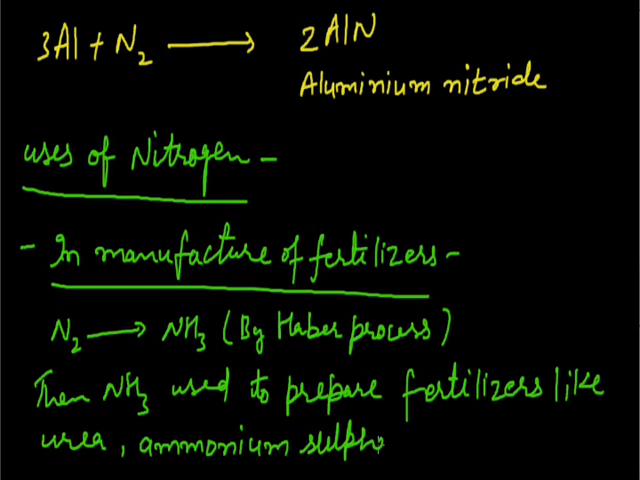 3Al + N₂ ⟶ 2AlN
Aluminium nitride
uses of Nitrogen -
- In manufacture of fertilizers -
N₂ ⟶ NH₃ (By Haber process)
Then NH₃ used to prepare fertilizers like
urea, ammonium sulpho